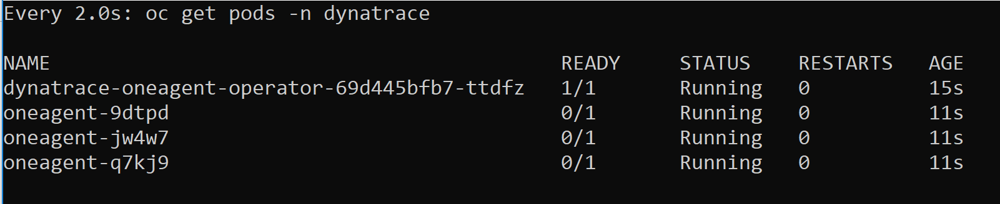 Every 2.0s: oc get pods -n dynatrace
NAME READY STATUS RESTARTS AGE
dynatrace-oneagent-operator-69d445bfb7-ttdfz 1/1 Running 0 15s
oneagent-9dtpd 0/1 Running 0 11s
oneagent-jw4w7 0/1 Running 0 11s
oneagent-q7kj9 0/1 Running 0 11s